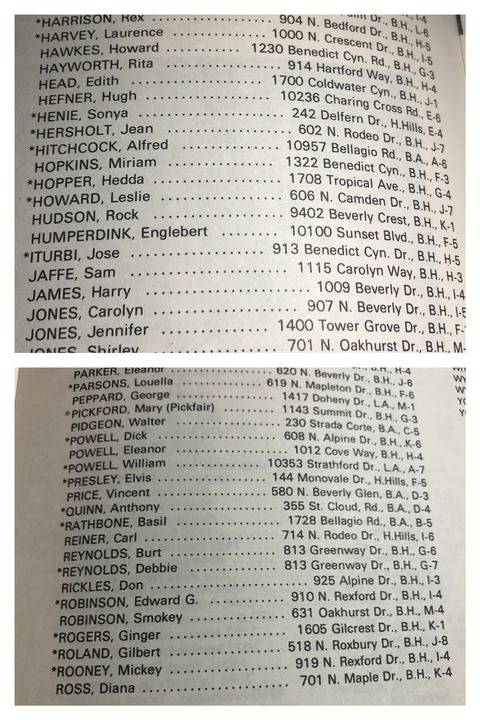 *HARRISON, Rex 904 N. Bedford Dr., B.H., L-6
*HARVEY, Laurence 1000 N. Crescent Dr., B.H., H-5
HAWKES, Howard 1230 Benedict Cyn. Rd., B.H., G-3
HAYWORTH, Rita 914 Hartford Way, B.H., H-4
HEAD, Edith 1700 Coldwater Cyn., B.H., J-1
HEFNER, Hugh 10236 Charing Cross Rd., E-6
*HENIE, Sonya 242 Delfern Dr., H.Hills, E-4
*HERSHOLT, Jean 602 N. Rodeo Dr., B.H., J-7
*HITCHCOCK, Alfred 10957 Bellagio Rd., B.A., A-6
HOPKINS, Miriam 1322 Benedict Cyn., B.H., F-3
*HOPPER, Hedda 1708 Tropical Ave., B.H., G-4
*HOWARD, Leslie 606 N. Camden Dr., B.H., J-7
HUDSON, Rock 9402 Beverly Crest, B.H., K-1
HUMPERDINK, Englebert 10100 Sunset Blvd., B.H., F-5
*ITURBI, Jose 913 Benedict Cyn. Dr., B.H., H-5
JAFFE, Sam 1115 Carolyn Way, B.H., H-3
JAMES, Harry 1009 Beverly Dr., B.H., I-4
JONES, Carolyn 907 N. Beverly Dr., B.H., I-5
JONES, Jennifer 1400 Tower Grove Dr., B.H., F-
JONES, Shirley 701 N. Oakhurst Dr., B.H., M-
PARKER, Eleanor 620 N. Beverly Dr., B.H., J-6
*PARSONS, Louella 619 N. Mapleton Dr., B.H., F-6
PEPPARD, George 1417 Doheny Dr., L.A., M-1
*PICKFORD, Mary (Pickfair) 1143 Summit Dr., B.H., G-3
PIDGEON, Walter 230 Strada Corte, B.A., C-5
*POWELL, Dick 608 N. Alpine Dr., B.H., K-6
POWELL, Eleanor 1012 Cove Way, B.H., H-4
*POWELL, William 10353 Strathford Dr., L.A., A-7
*PRESLEY, Elvis 144 Monovale Dr., H.Hills, F-5
PRICE, Vincent 580 N. Beverly Glen, B.A., D-3
*QUINN, Anthony 355 St. Cloud, Rd., B.A., D-4
*RATHBONE, Basil 1728 Bellagio Rd., B.A., B-5
REINER, Carl 714 N. Rodeo Dr., H.Hills, I-6
REYNOLDS, Burt 813 Greenway Dr., B.H., G-6
*REYNOLDS, Debbie 813 Greenway Dr., B.H., G-7
RICKLES, Don 925 Alpine Dr., B.H., I-3
*ROBINSON, Edward G. 910 N. Rexford Dr., B.H., I-4
ROBINSON, Smokey 631 Oakhurst Dr., B.H., M-4
*ROGERS, Ginger 1605 Gilcrest Dr., B.H., K-1
*ROLAND, Gilbert 518 N. Roxbury Dr., B.H., J-8
*ROONEY, Mickey 919 N. Rexford Dr., B.H., I-4
ROSS, Diana 701 N. Maple Dr., B.H., K-4